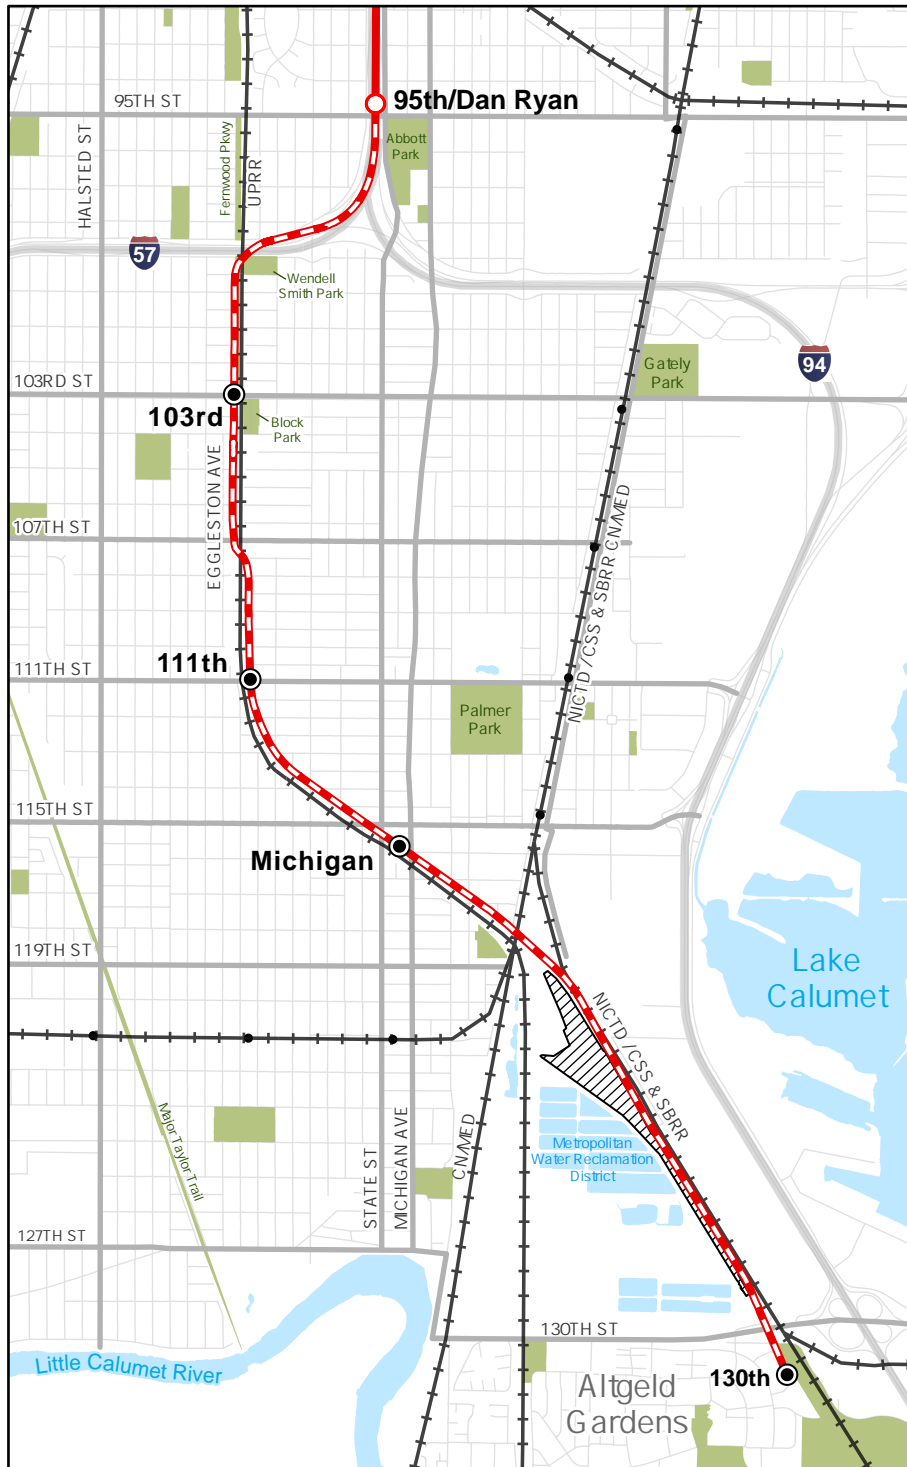 95TH ST
95th/Dan Ryan
HALSTED ST
Fernwood Pkwy
UPRR
Abbott
Park
57
Wendell
Smith Park
103RD ST
103rd
Block
Park
Gately
Park
94
EGGLESTON AVE
107TH ST
NICTD /CSS & SBRR CN/MED
111TH ST
111th
Palmer
Park
115TH ST
Michigan
119TH ST
Lake
Calumet
NICTD /CSS & SBRR
Major Taylor Trail
STATE ST
MICHIGAN AVE
CN/MED
Metropolitan
Water Reclamation
District
127TH ST
130TH ST
Little Calumet River
130th
Altgeld
Gardens